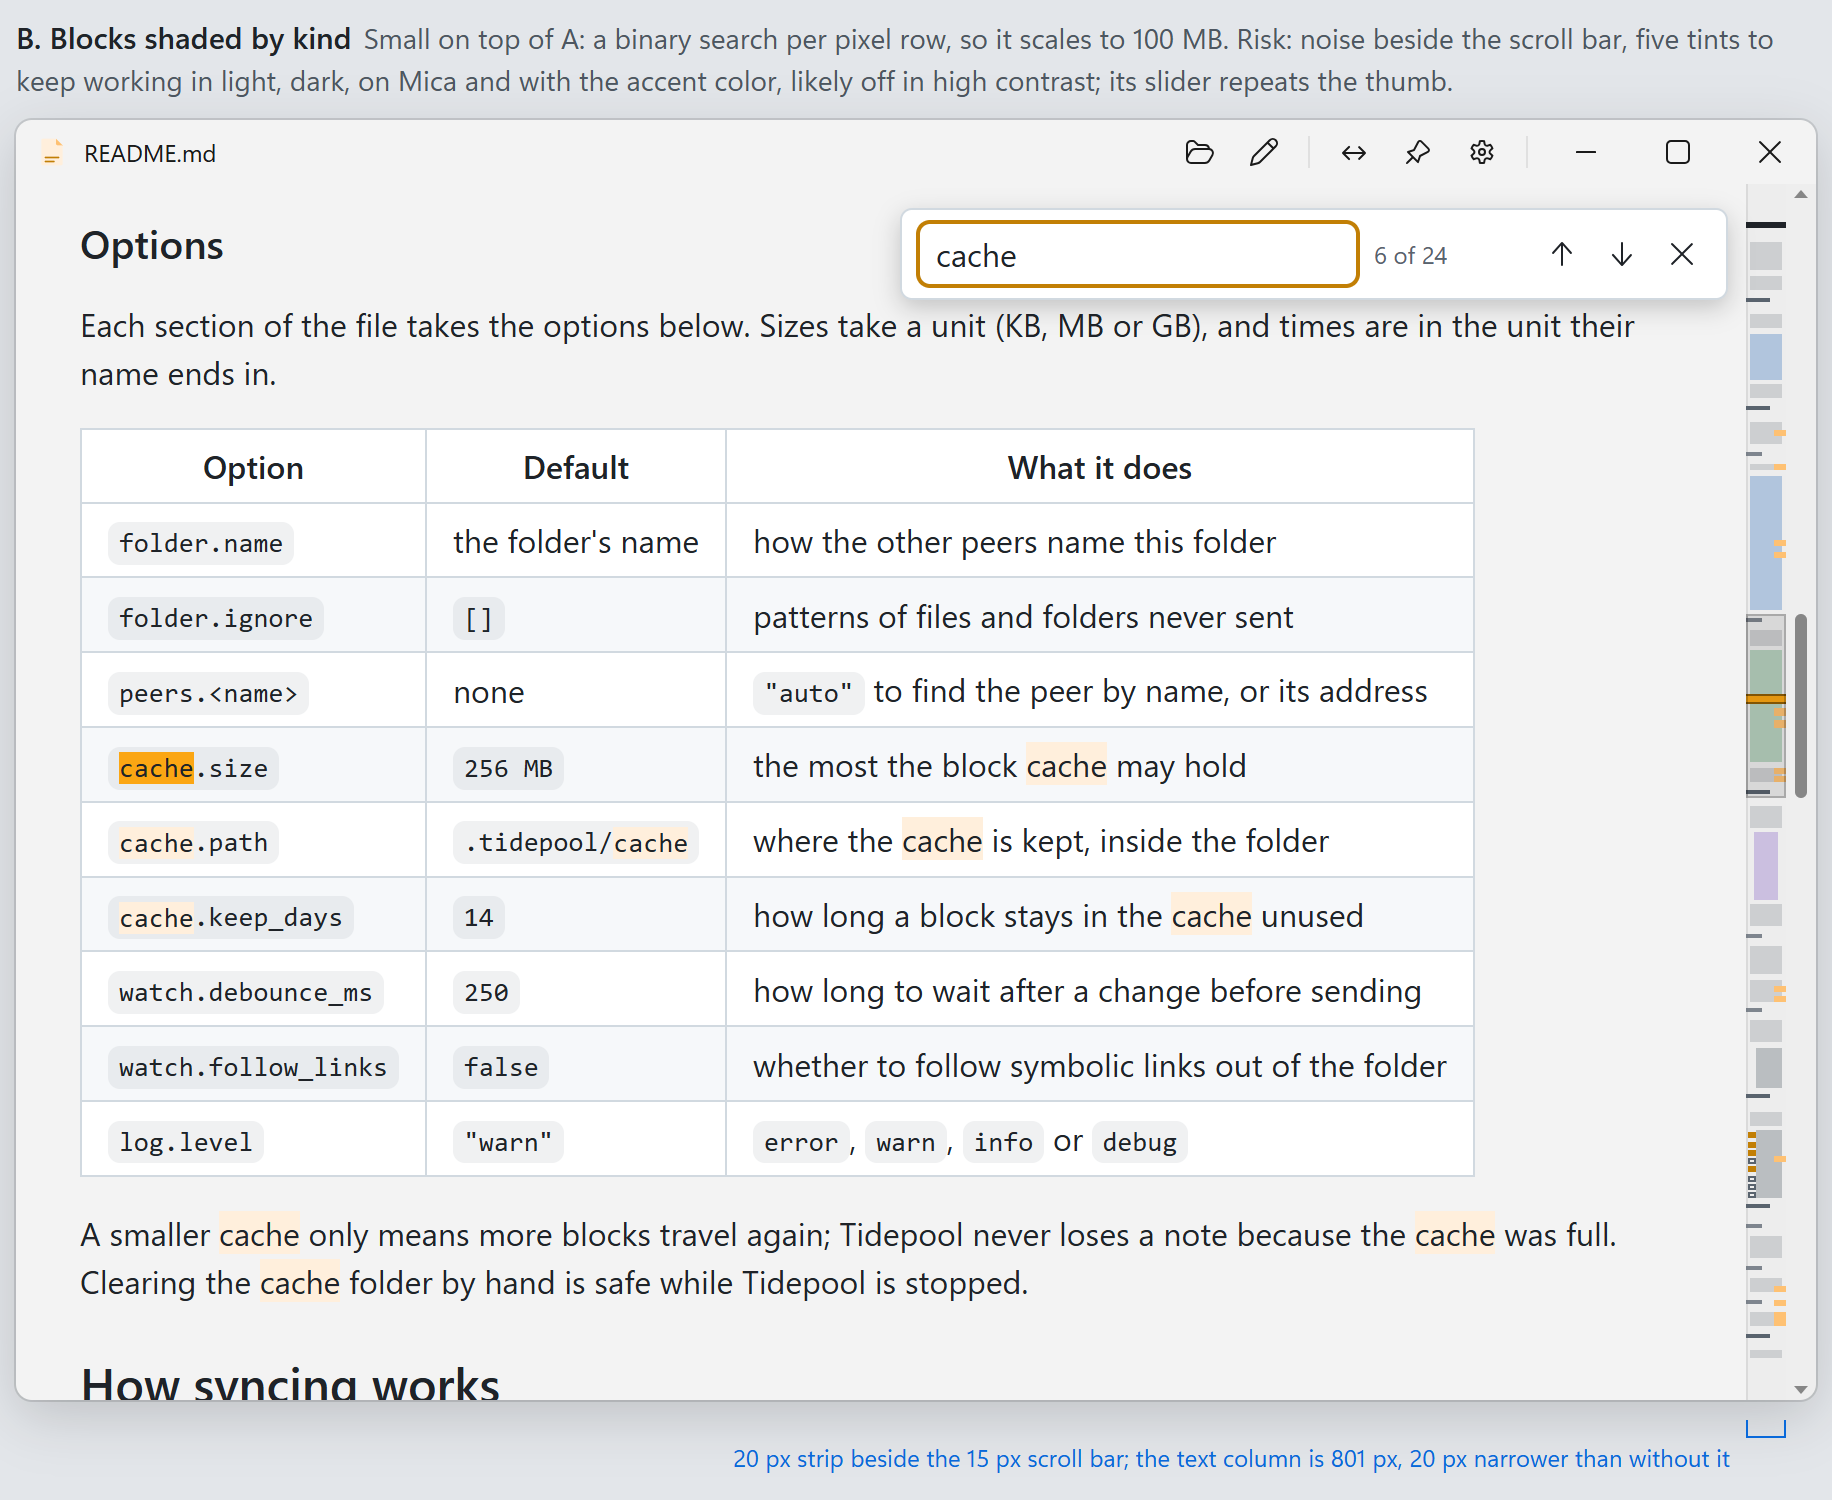 B. Blocks shaded by kind Small on top of A: a binary search per pixel row, so it scales to 100 MB. Risk: noise beside the scroll bar, five tints to
keep working in light, dark, on Mica and with the accent color, likely off in high contrast; its slider repeats the thumb.
README.md
cache
6 of 24
Options
Each section of the file takes the options below. Sizes take a unit (KB, MB or GB), and times are in the unit their
name ends in.
Option Default What it does
folder.name the folder's name how the other peers name this folder
folder.ignore [] patterns of files and folders never sent
peers.<name> none "auto" to find the peer by name, or its address
cache.size 256 MB the most the block cache may hold
cache.path .tidepool/cache where the cache is kept, inside the folder
cache.keep_days 14 how long a block stays in the cache unused
watch.debounce_ms 250 how long to wait after a change before sending
watch.follow_links false whether to follow symbolic links out of the folder
log.level "warn" error, warn, info or debug
A smaller cache only means more blocks travel again; Tidepool never loses a note because the cache was full.
Clearing the cache folder by hand is safe while Tidepool is stopped.
How syncing works
20 px strip beside the 15 px scroll bar; the text column is 801 px, 20 px narrower than without it